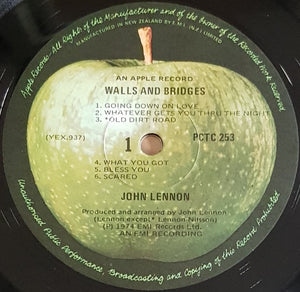 Apple Records · All Rights of the Manufacturer and of the Owner of the Recorded Work Reserved
MANUFACTURED IN NEW ZEALAND BY E.M.I. (N.Z.) LIMITED
AN APPLE RECORD
WALLS AND BRIDGES
1. GOING DOWN ON LOVE
2. WHATEVER GETS YOU THRU THE NIGHT
3. *OLD DIRT ROAD
(YEX.937)
1
PCTC 253
4. WHAT YOU GOT
5. BLESS YOU
6. SCARED
JOHN LENNON
Produced and arranged by John Lennon
(Lennon except* Lennon-Nilsson)
(P) 1974 EMI Records Ltd.
AN EMI RECORDING
Unauthorised Public Performance, Broadcasting and Copying of this Record Prohibited